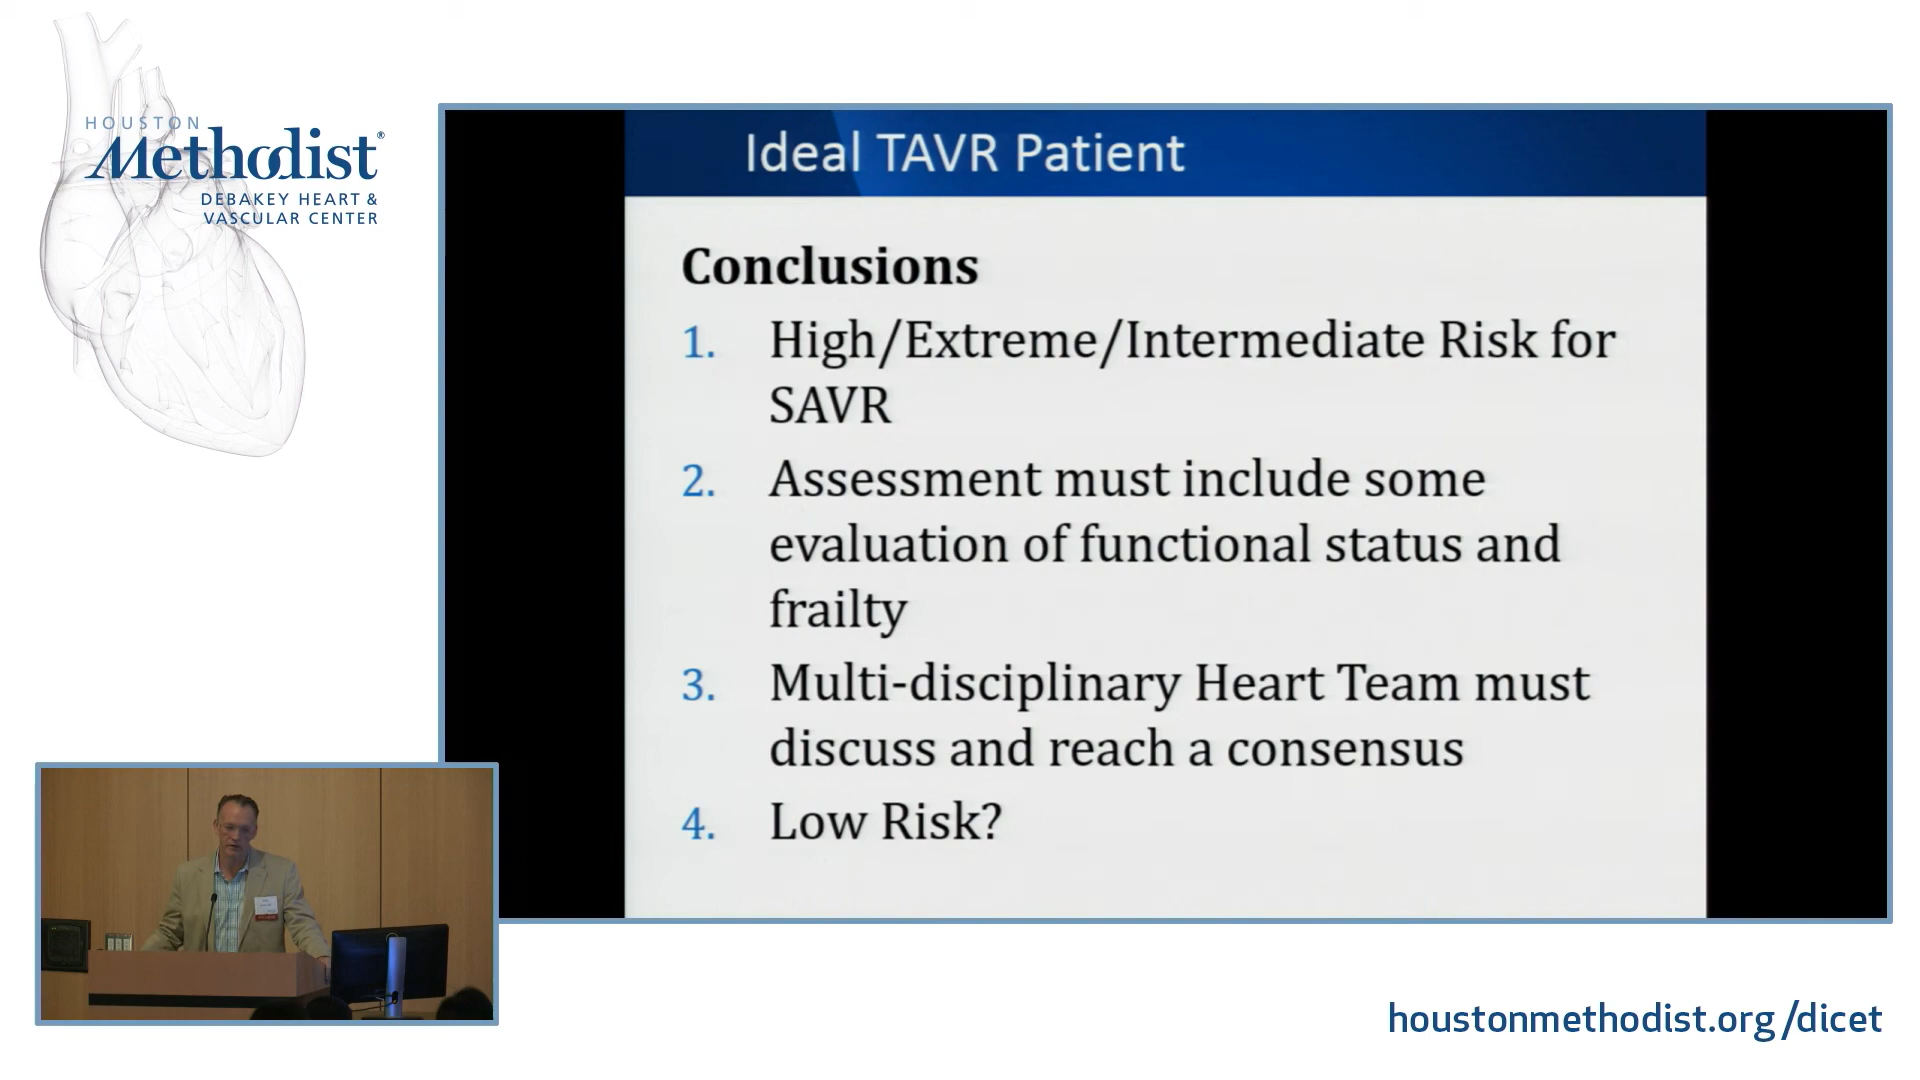 HOUSTON
Methodist®
DEBAKEY HEART &
VASCULAR CENTER
Ideal TAVR Patient
Conclusions
1. High/Extreme/Intermediate Risk for
SAVR
2. Assessment must include some
evaluation of functional status and
frailty
3. Multi-disciplinary Heart Team must
discuss and reach a consensus
4. Low Risk?
houstonmethodist.org/dicet